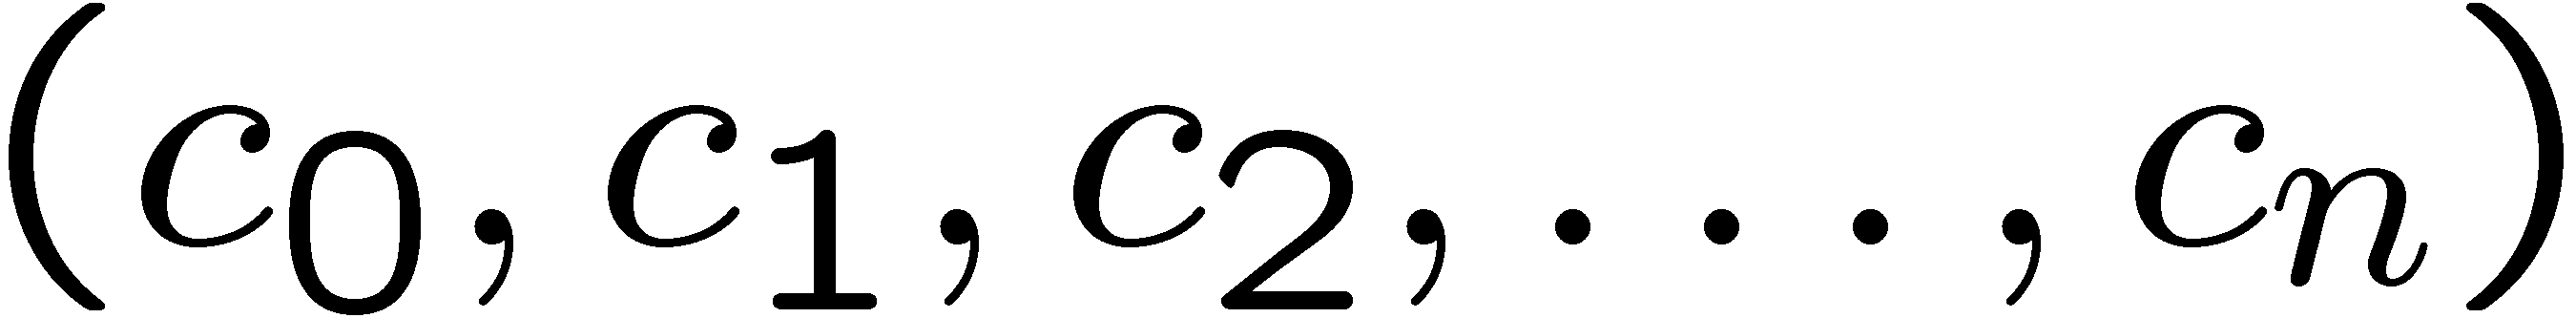 (c₀, c₁, c₂, . . . , cₙ)